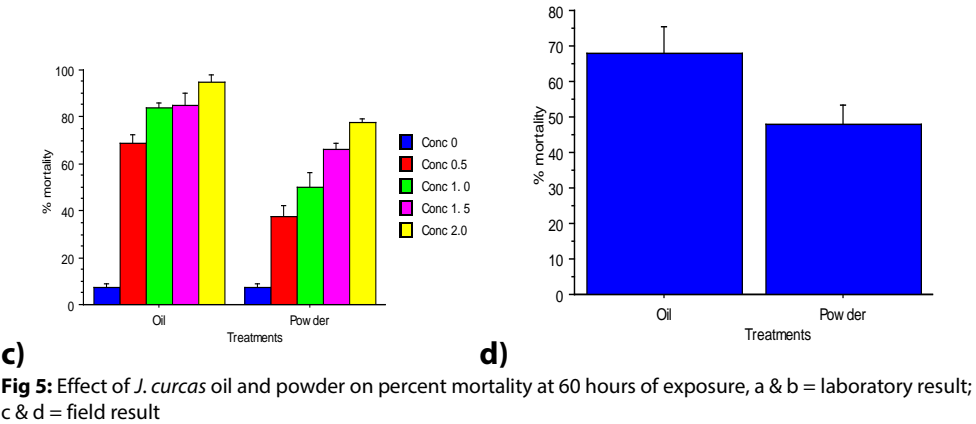 100
80
60
40
20
0
% mortality
Oil
Pow der
Treatments
Conc 0
Conc 0.5
Conc 1. 0
Conc 1. 5
Conc 2.0
c)
80
70
60
50
40
30
20
10
0
% mortality
Oil
Pow der
Treatments
d)
Fig 5: Effect of J. curcas oil and powder on percent mortality at 60 hours of exposure, a & b = laboratory result;
c & d = field result